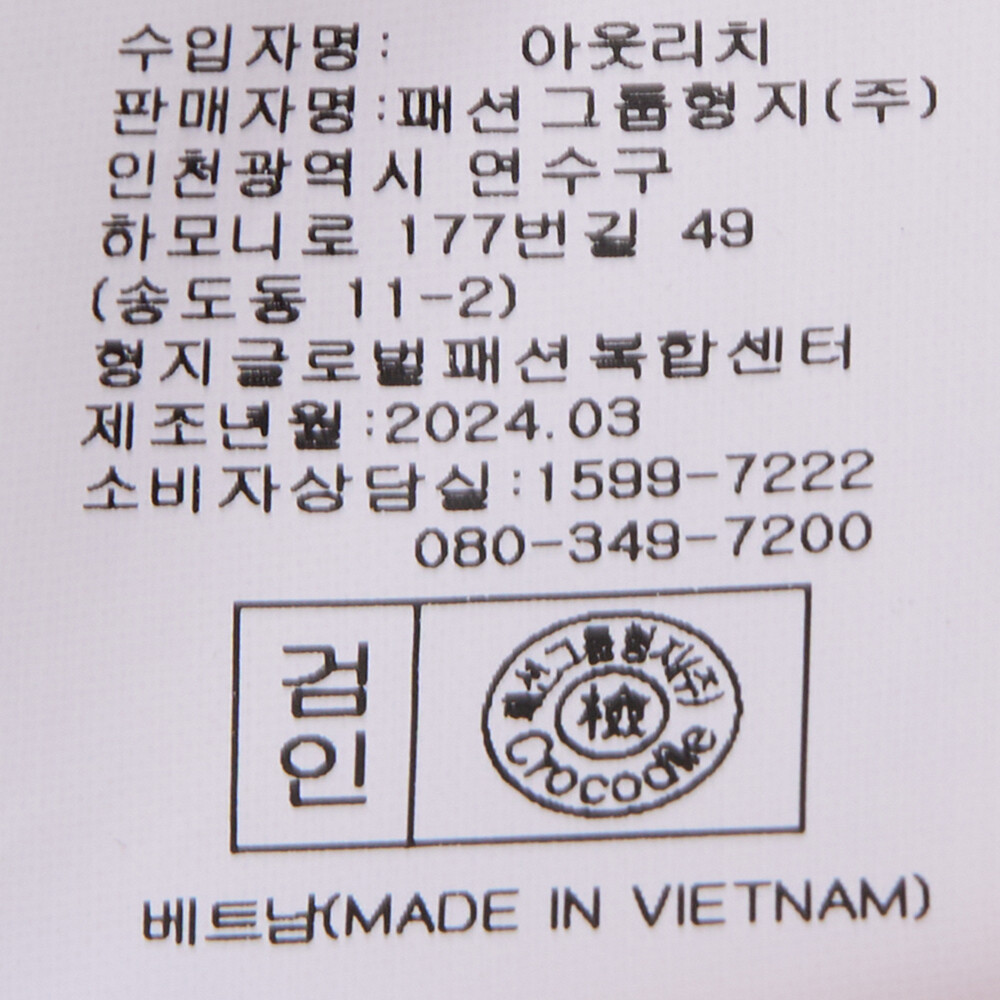 수입자명: 아웃리치
판매자명:패션그룹형지(주)
인천광역시 연수구
하모니로 177번길 49
(송도동 11-2)
형지글로벌패션복합센터
제조년월:2024.03
소비자상담실:1599-7222
080-349-7200
검인
패션그룹형지(주)
檢
Crocodile
베트남(MADE IN VIETNAM)